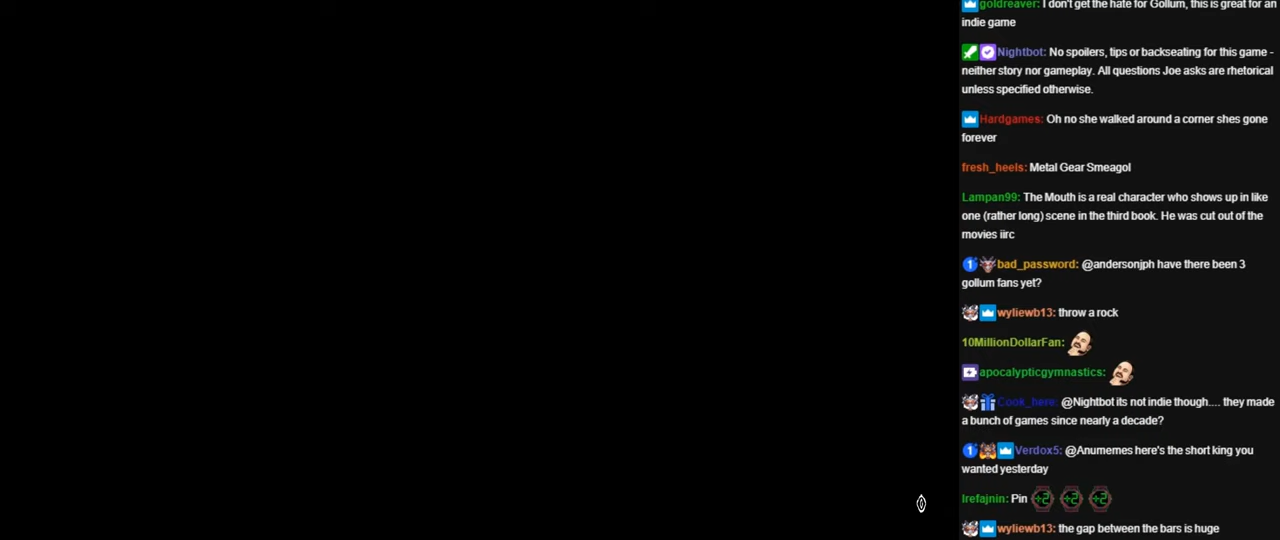 goldreaver: I don't get the hate for Gollum, this is great for an
indie game
Nightbot: No spoilers, tips or backseating for this game -
neither story nor gameplay. All questions Joe asks are rhetorical
unless specified otherwise.
Hardgames: Oh no she walked around a corner shes gone
forever
fresh_heels: Metal Gear Smeagol
Lampan99: The Mouth is a real character who shows up in like
one (rather long) scene in the third book. He was cut out of the
movies iirc
bad_password: @andersonjph have there been 3
gollum fans yet?
wyliewb13: throw a rock
10MillionDollarFan:
apocalypticgymnastics:
Cook_hero: @Nightbot its not indie though.... they made
a bunch of games since nearly a decade?
Verdox5: @Anumemes here's the short king you
wanted yesterday
Irefajnin: Pin +2 +2 +2
wyliewb13: the gap between the bars is huge